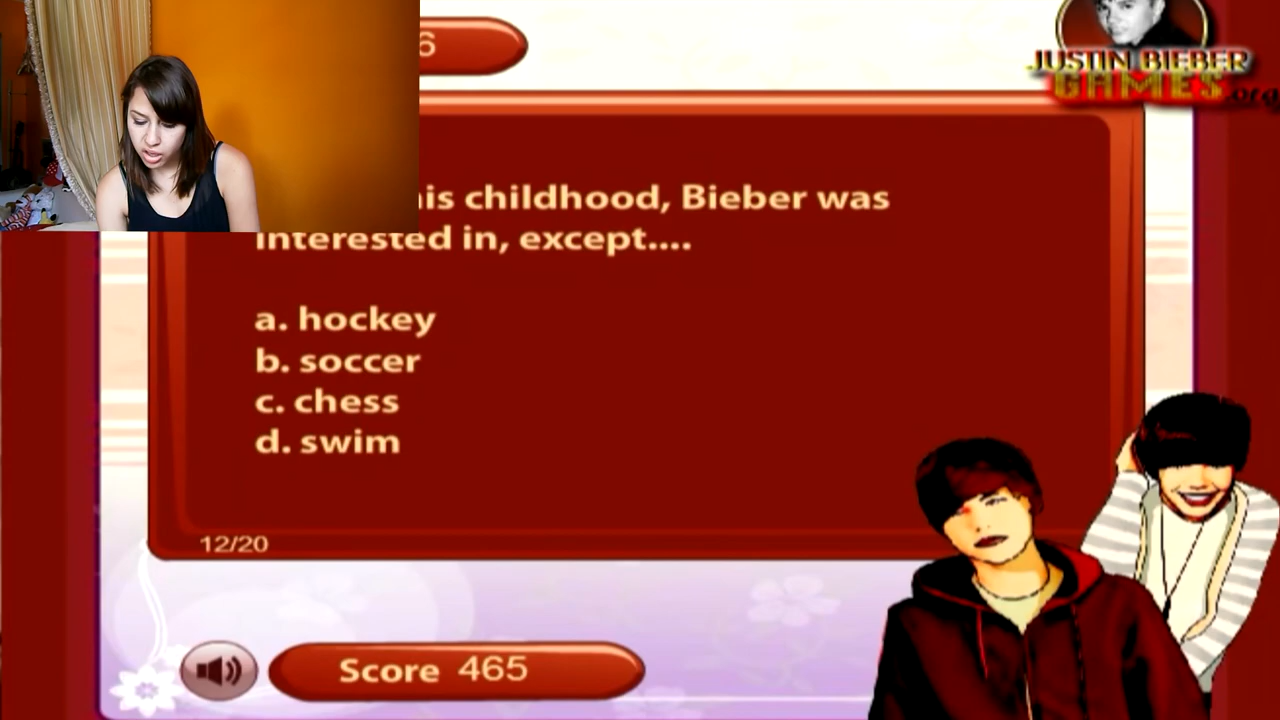 6
JUSTIN BIEBER
GAMES.org
his childhood, Bieber was
interested in, except....
a. hockey
b. soccer
c. chess
d. swim
12/20
Score 465